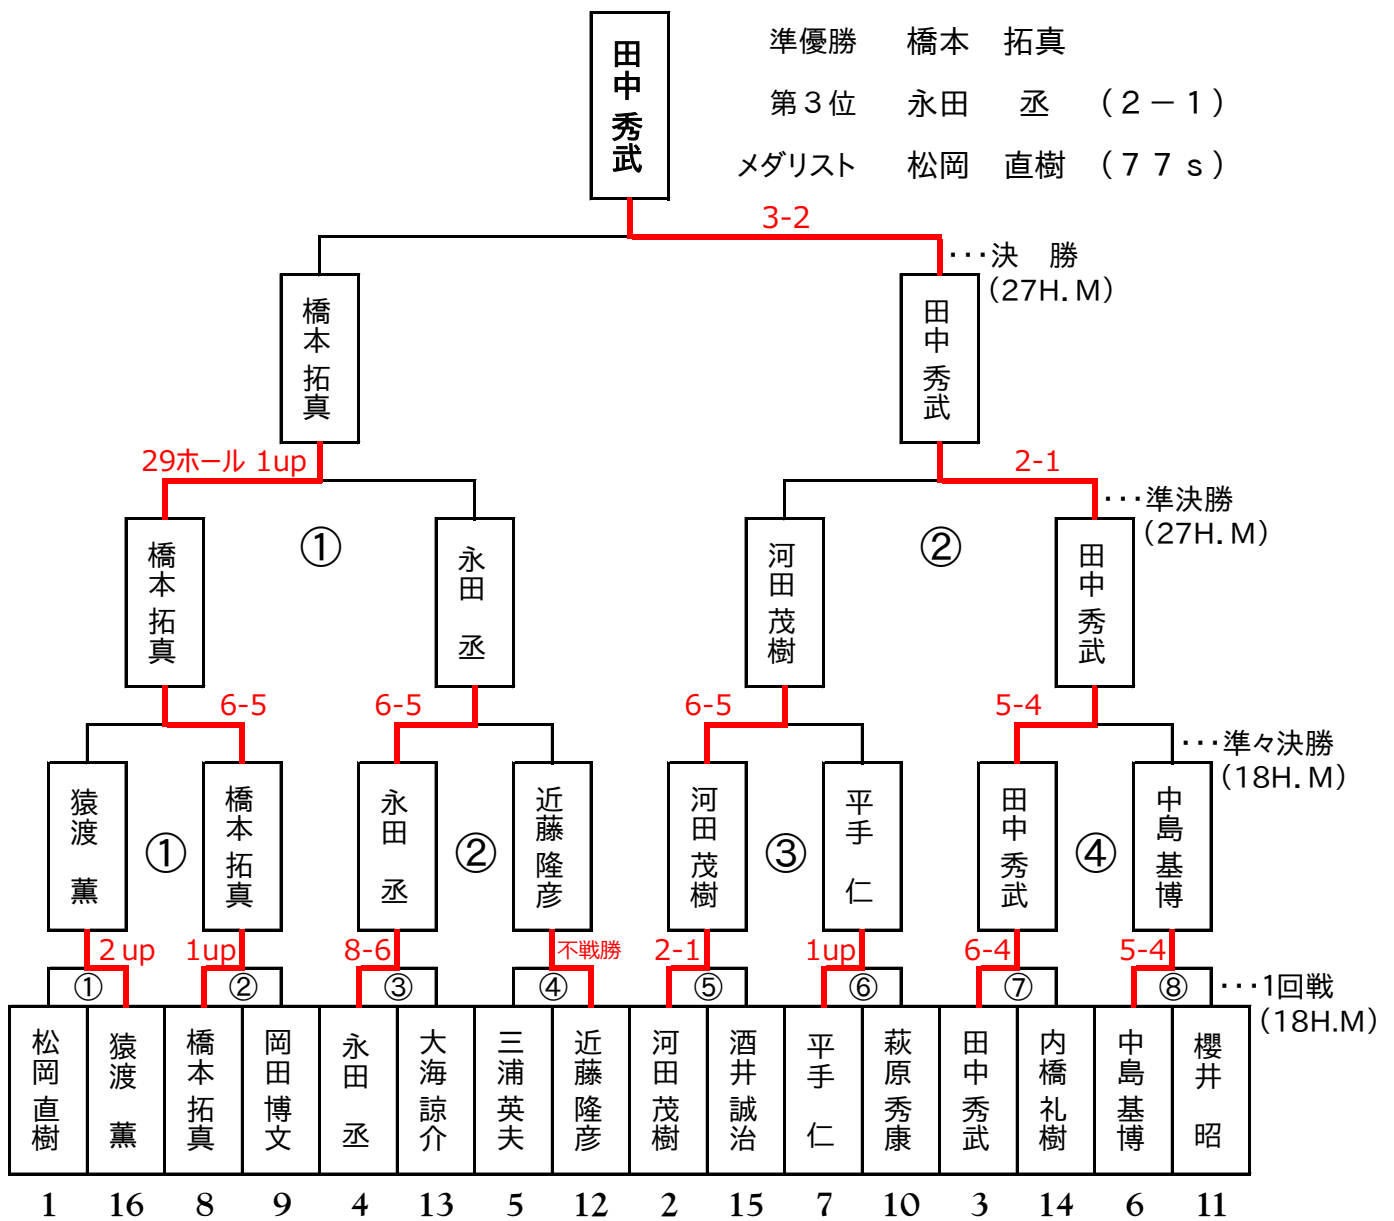 田中 秀武
準優勝 橋本 拓真
第3位 永田 丞 (2-1)
メダリスト 松岡 直樹 (77s)
3-2
･･･決 勝
(27H.M)
橋本 拓真
田中 秀武
29ホール 1up
2-1
･･･準決勝
(27H.M)
橋本 拓真
①
永田 丞
河田 茂樹
②
田中 秀武
6-5
6-5
6-5
5-4
･･･準々決勝
(18H.M)
猿渡 薫
①
橋本 拓真
永田 丞
②
近藤 隆彦
河田 茂樹
③
平手 仁
田中 秀武
④
中島 基博
2up
1up
8-6
不戦勝
2-1
1up
6-4
5-4
①
②
③
④
⑤
⑥
⑦
⑧
･･･1回戦
(18H.M)
松岡 直樹
猿渡 薫
橋本 拓真
岡田 博文
永田 丞
大海 諒介
三浦 英夫
近藤 隆彦
河田 茂樹
酒井 誠治
平手 仁
萩原 秀康
田中 秀武
内橋 礼樹
中島 基博
櫻井 昭
1 16 8 9 4 13 5 12 2 15 7 10 3 14 6 11